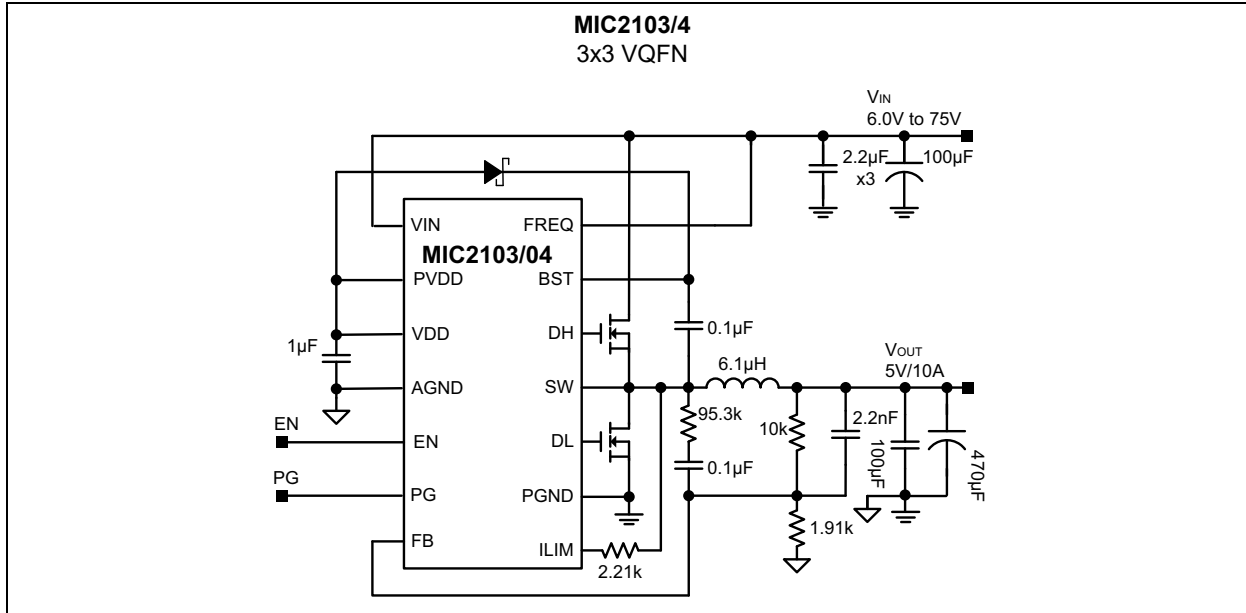 MIC2103/4
3x3 VQFN
VIN
6.0V to 75V
2.2µF
x3
100µF
VIN
FREQ
MIC2103/04
PVDD
BST
VDD
DH
0.1µF
1µF
6.1µH
VOUT
5V/10A
AGND
SW
95.3k
10k
2.2nF
100µF
470µF
EN
EN
DL
0.1µF
PG
PG
PGND
1.91k
FB
ILIM
2.21k